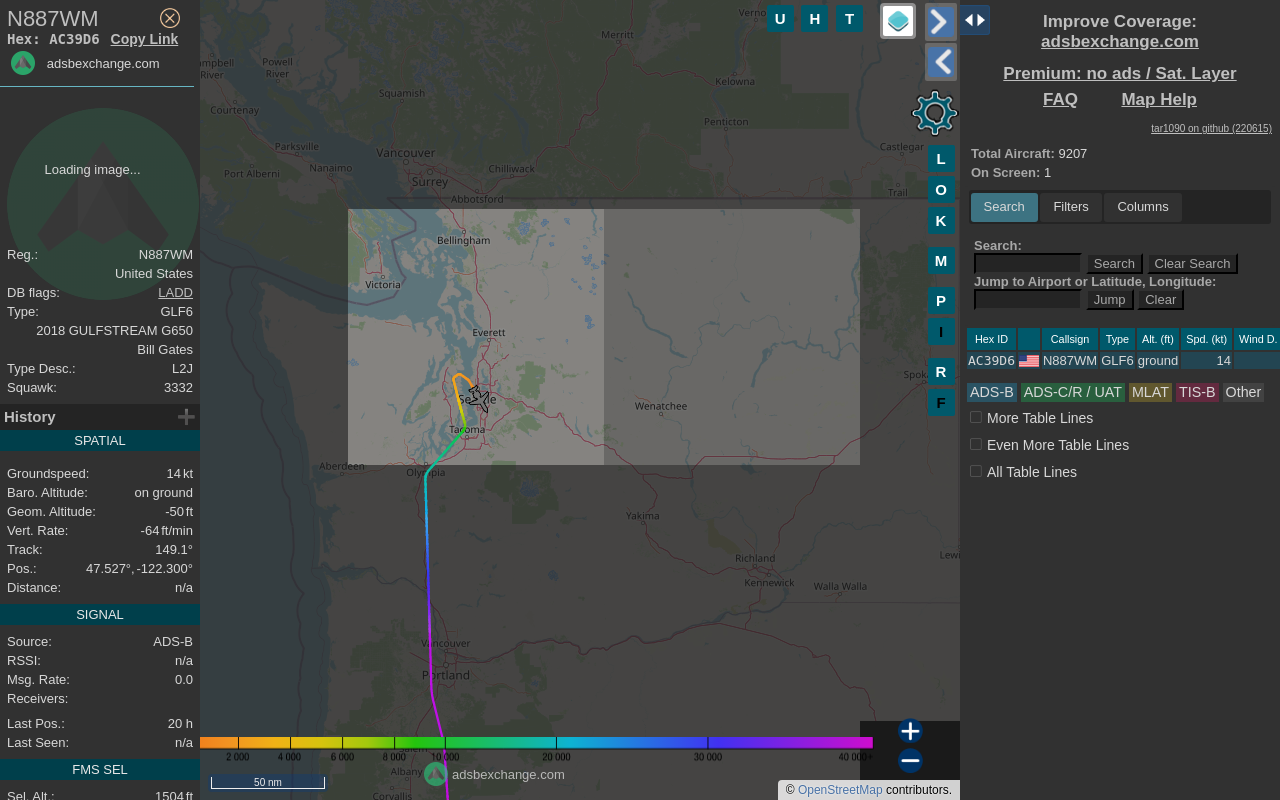 N887WM
Hex: AC39D6 Copy Link
adsbexchange.com
Loading image...
Reg.: N887WM
United States
DB flags: LADD
Type: GLF6
2018 GULFSTREAM G650
Bill Gates
Type Desc.: L2J
Squawk: 3332
History
SPATIAL
Groundspeed: 14 kt
Baro. Altitude: on ground
Geom. Altitude: -50 ft
Vert. Rate: -64 ft/min
Track: 149.1°
Pos.: 47.527°, -122.300°
Distance: n/a
SIGNAL
Source: ADS-B
RSSI: n/a
Msg. Rate: 0.0
Receivers:
Last Pos.: 20 h
Last Seen: n/a
FMS SEL
Sel. Alt.: 1504 ft
U H T
Merritt
Powell
River
River
Squamish
Kelowna
Courtenay
Penticton
Parksville
Vancouver
Castlegar
Nanaimo
Port Alberni
Chilliwack
Surrey
Trail
Abbotsford
Bellingham
Victoria
Everett
Wenatchee
Tacoma
Aberdeen
Olympia
Yakima
Richland
Kennewick
Walla Walla
Vancouver
Portland
Albany
Corvallis
L
O
K
M
P
I
R
F
2 000 4 000 6 000 8 000 10 000 20 000 30 000 40 000+
50 nm
adsbexchange.com
© OpenStreetMap contributors.
Improve Coverage:
adsbexchange.com
Premium: no ads / Sat. Layer
FAQ Map Help
tar1090 on github (220615)
Total Aircraft: 9207
On Screen: 1
Search Filters Columns
Search:
Search Clear Search
Jump to Airport or Latitude, Longitude:
Jump Clear
Hex ID Callsign Type Alt. (ft) Spd. (kt) Wind D.
AC39D6 N887WM GLF6 ground 14
ADS-B ADS-C/R / UAT MLAT TIS-B Other
More Table Lines
Even More Table Lines
All Table Lines